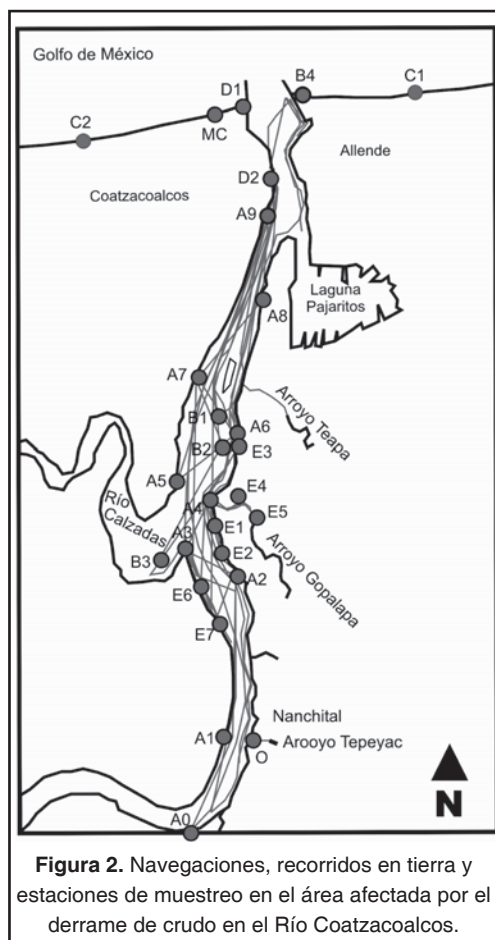 Golfo de México
B4
C1
D1
C2
MC
Allende
Coatzacoalcos
D2
A9
Laguna
Pajaritos
A8
A7
Arroyo Teapa
B1
A6
B2
E3
A5
E4
A4
E5
Río
Calzadas
E1
A3
Arroyo Gopalapa
B3
E2
A2
E6
E7
Nanchital
A1
Arooyo Tepeyac
O
A0
N
Figura 2. Navegaciones, recorridos en tierra y
estaciones de muestreo en el área afectada por el
derrame de crudo en el Río Coatzacoalcos.